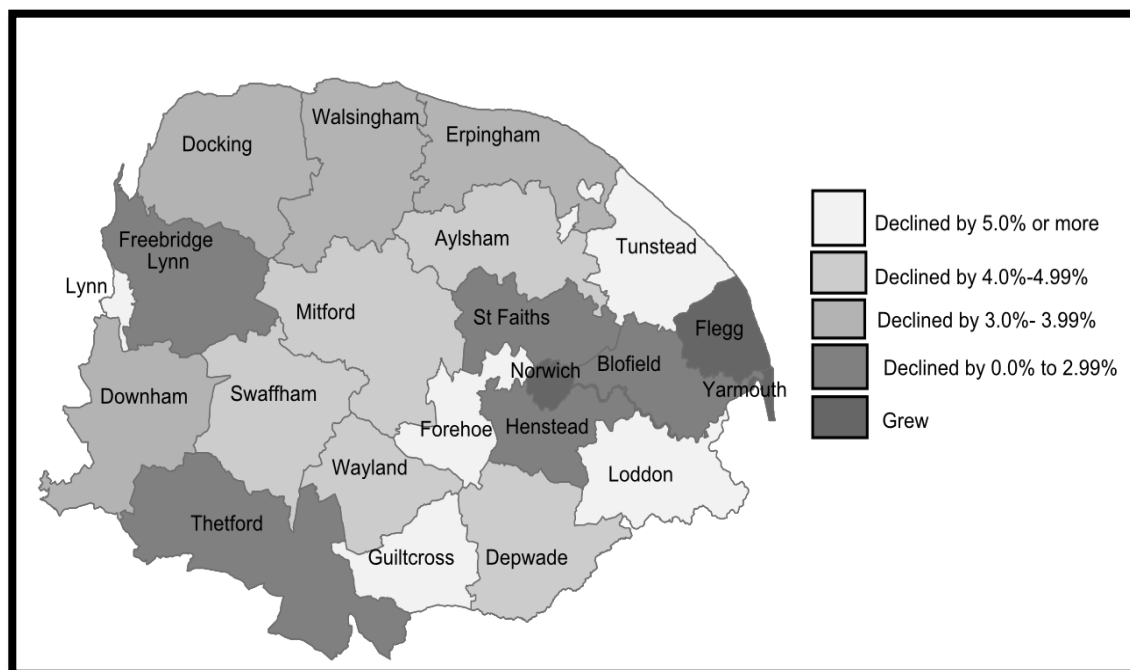 Walsingham
Erpingham
Docking
Freebridge
Lynn
Aylsham
Tunstead
Lynn
Mitford
St Faiths
Flegg
Norwich
Blofield
Yarmouth
Downham
Swaffham
Forehoe
Henstead
Wayland
Loddon
Thetford
Guiltcross
Depwade
Declined by 5.0% or more
Declined by 4.0%-4.99%
Declined by 3.0%- 3.99%
Declined by 0.0% to 2.99%
Grew